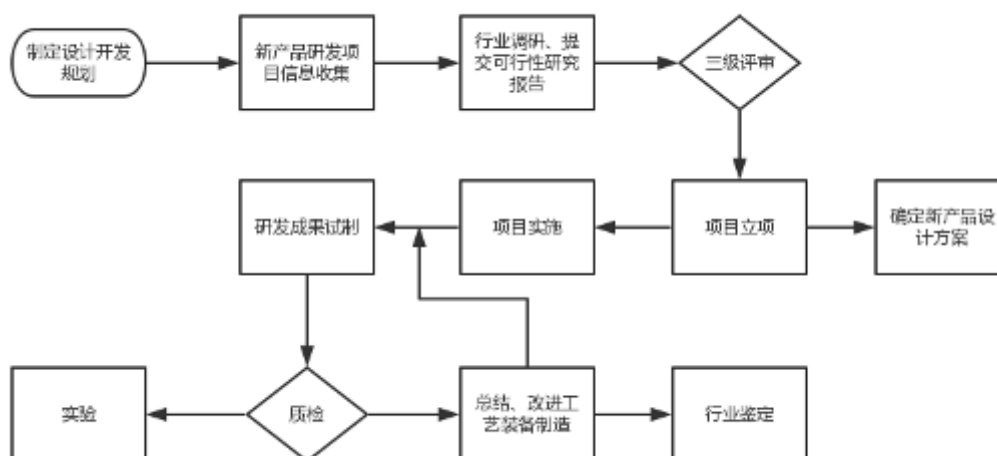 制定设计开发
规划
新产品研发项
目信息收集
行业调研、提
交可行性研究
报告
三级评审
研发成果试制
项目实施
项目立项
确定新产品设
计方案
实验
质检
总结、改进工
艺装备制造
行业鉴定